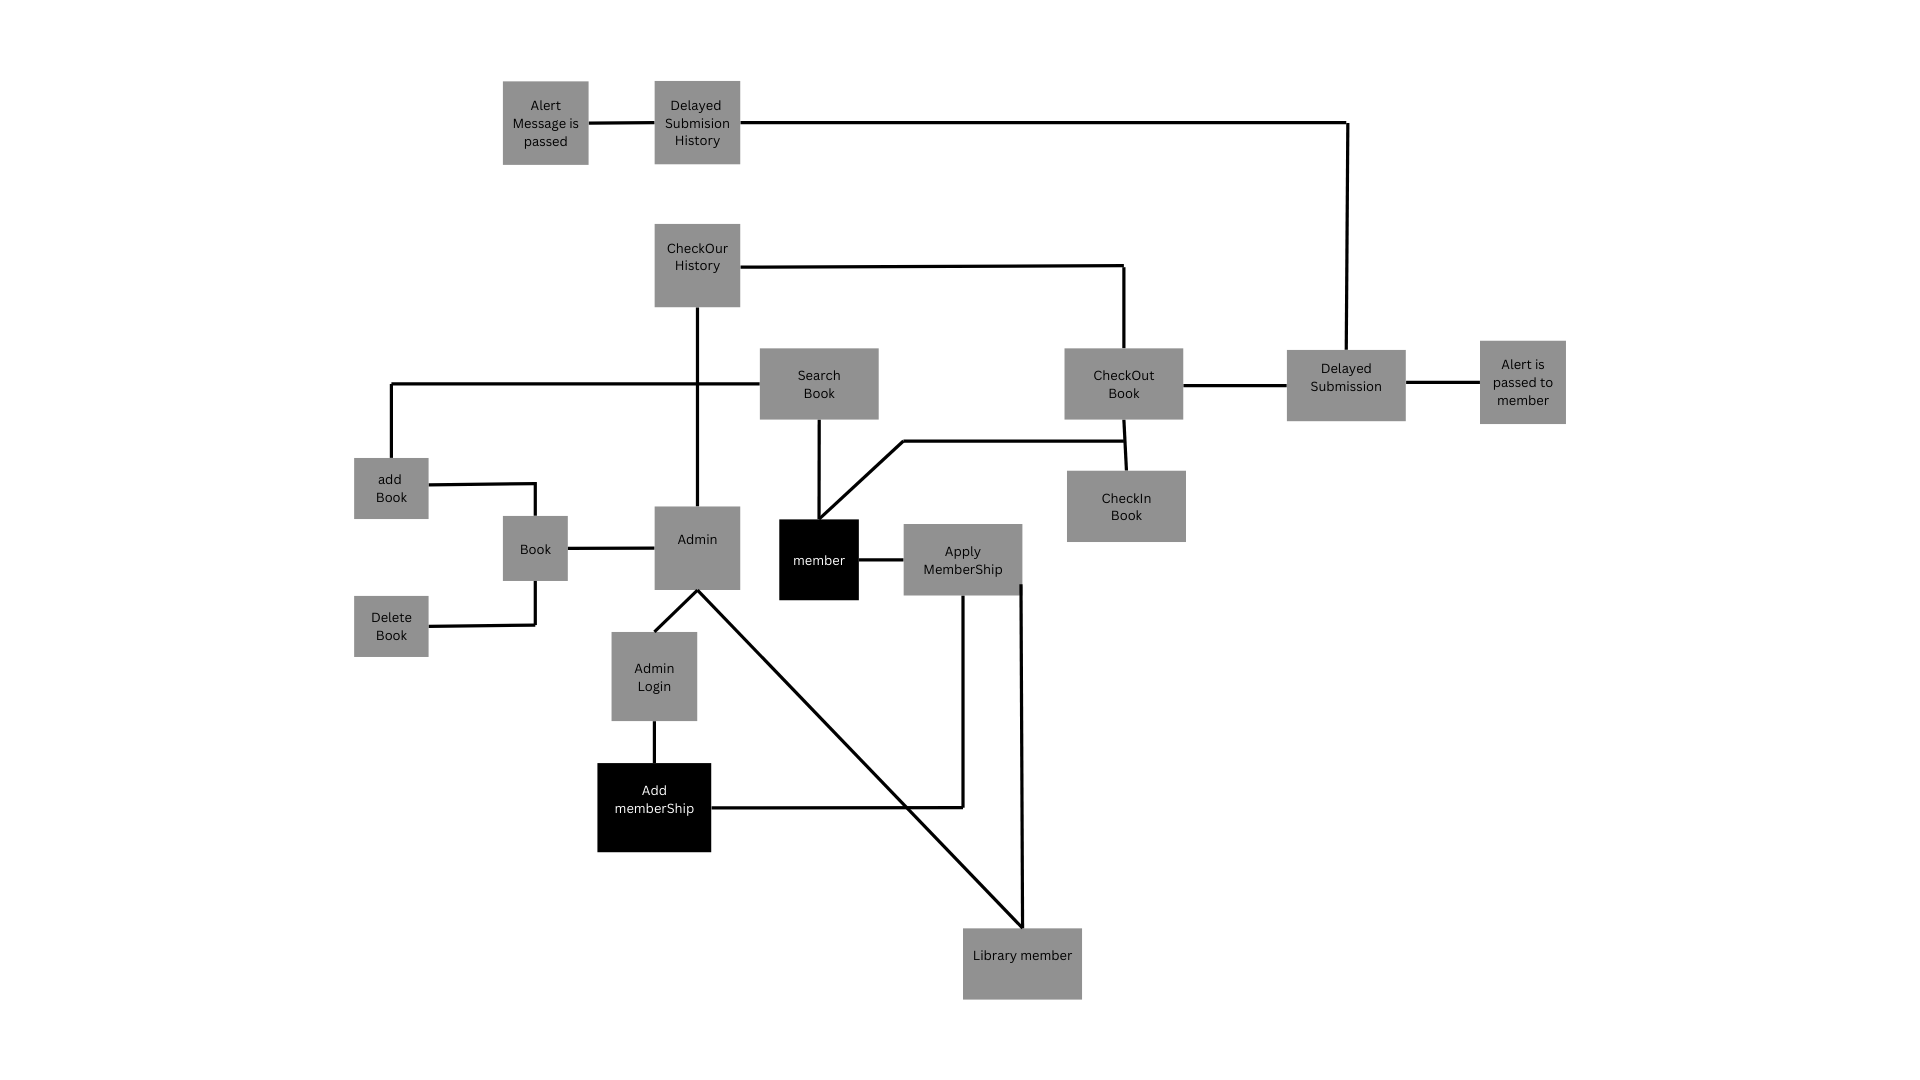 Alert
Message is
passed
Delayed
Submision
History
CheckOur
History
Search
Book
CheckOut
Book
Delayed
Submission
Alert is
passed to
member
add
Book
CheckIn
Book
Book
Admin
member
Apply
MemberShip
Delete
Book
Admin
Login
Add
memberShip
Library member